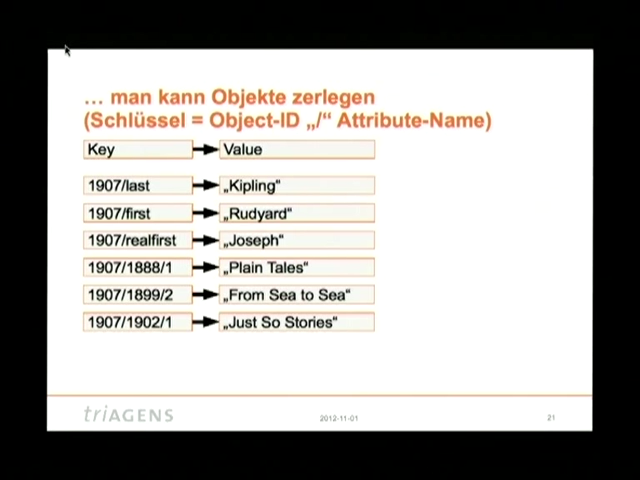 … man kann Objekte zerlegen
(Schlüssel = Object-ID „/“ Attribute-Name)
Key Value
1907/last „Kipling“
1907/first „Rudyard“
1907/realfirst „Joseph“
1907/1888/1 „Plain Tales“
1907/1899/2 „From Sea to Sea“
1907/1902/1 „Just So Stories“
triAGENS 2012-11-01 21